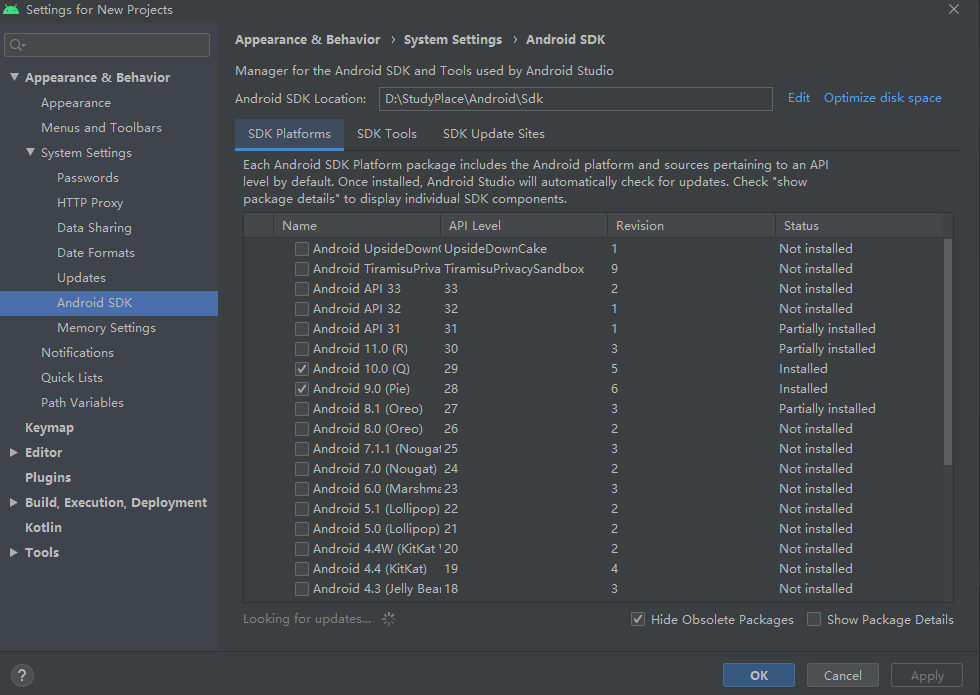 Settings for New Projects
Appearance & Behavior
Appearance
Menus and Toolbars
System Settings
Passwords
HTTP Proxy
Data Sharing
Date Formats
Updates
Android SDK
Memory Settings
Notifications
Quick Lists
Path Variables
Keymap
Editor
Plugins
Build, Execution, Deployment
Kotlin
Tools
Appearance & Behavior › System Settings › Android SDK
Manager for the Android SDK and Tools used by Android Studio
Android SDK Location: D:\StudyPlace\Android\Sdk Edit Optimize disk space
SDK Platforms SDK Tools SDK Update Sites
Each Android SDK Platform package includes the Android platform and sources pertaining to an API
level by default. Once installed, Android Studio will automatically check for updates. Check "show
package details" to display individual SDK components.
Name API Level Revision Status
Android UpsideDown( UpsideDownCake 1 Not installed
Android TiramisuPriva TiramisuPrivacySandbox 9 Not installed
Android API 33 33 2 Not installed
Android API 32 32 1 Not installed
Android API 31 31 1 Partially installed
Android 11.0 (R) 30 3 Partially installed
Android 10.0 (Q) 29 5 Installed
Android 9.0 (Pie) 28 6 Installed
Android 8.1 (Oreo) 27 3 Partially installed
Android 8.0 (Oreo) 26 2 Not installed
Android 7.1.1 (Nougat 25 3 Not installed
Android 7.0 (Nougat) 24 2 Not installed
Android 6.0 (Marshma 23 3 Not installed
Android 5.1 (Lollipop) 22 2 Not installed
Android 5.0 (Lollipop) 21 2 Not installed
Android 4.4W (KitKat 20 2 Not installed
Android 4.4 (KitKat) 19 4 Not installed
Android 4.3 (Jelly Bea 18 3 Not installed
Looking for updates... Hide Obsolete Packages Show Package Details
? OK Cancel Apply